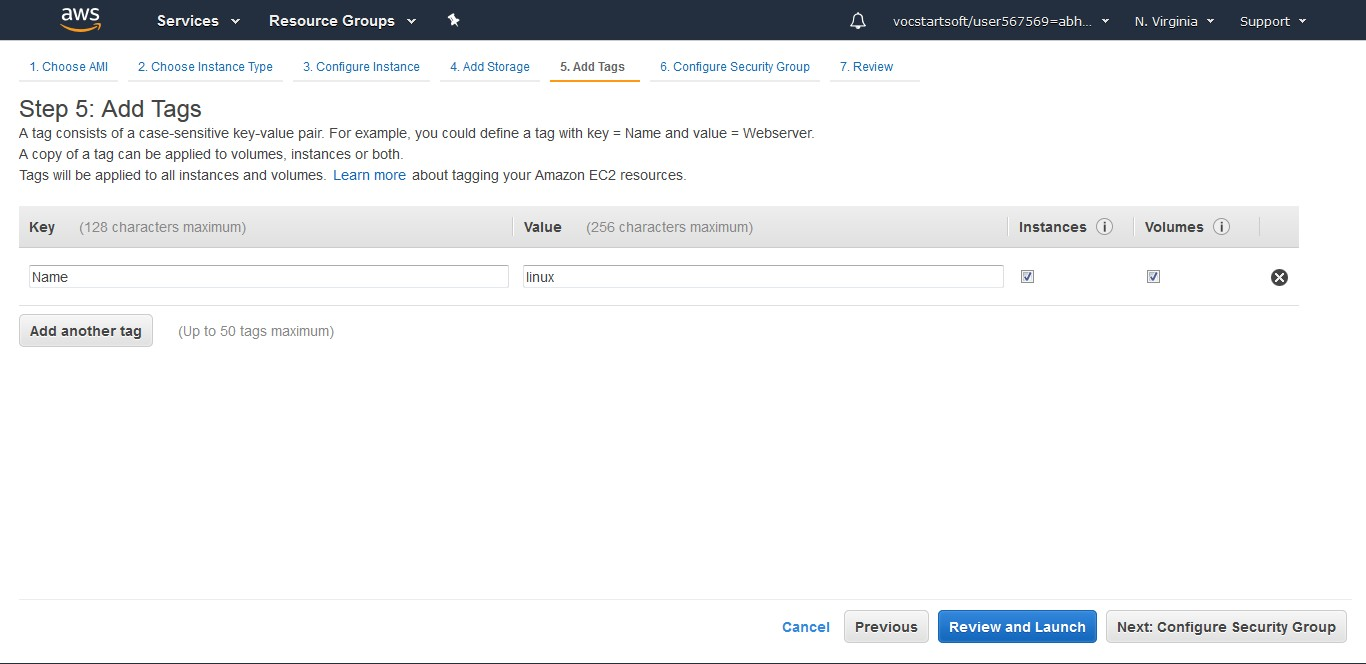 aws Services Resource Groups vocstartsoft/user567569=abh... N. Virginia Support
1. Choose AMI 2. Choose Instance Type 3. Configure Instance 4. Add Storage 5. Add Tags 6. Configure Security Group 7. Review
Step 5: Add Tags
A tag consists of a case-sensitive key-value pair. For example, you could define a tag with key = Name and value = Webserver.
A copy of a tag can be applied to volumes, instances or both.
Tags will be applied to all instances and volumes. Learn more about tagging your Amazon EC2 resources.
Key (128 characters maximum) Value (256 characters maximum) Instances i Volumes i
Name linux
Add another tag (Up to 50 tags maximum)
Cancel Previous Review and Launch Next: Configure Security Group